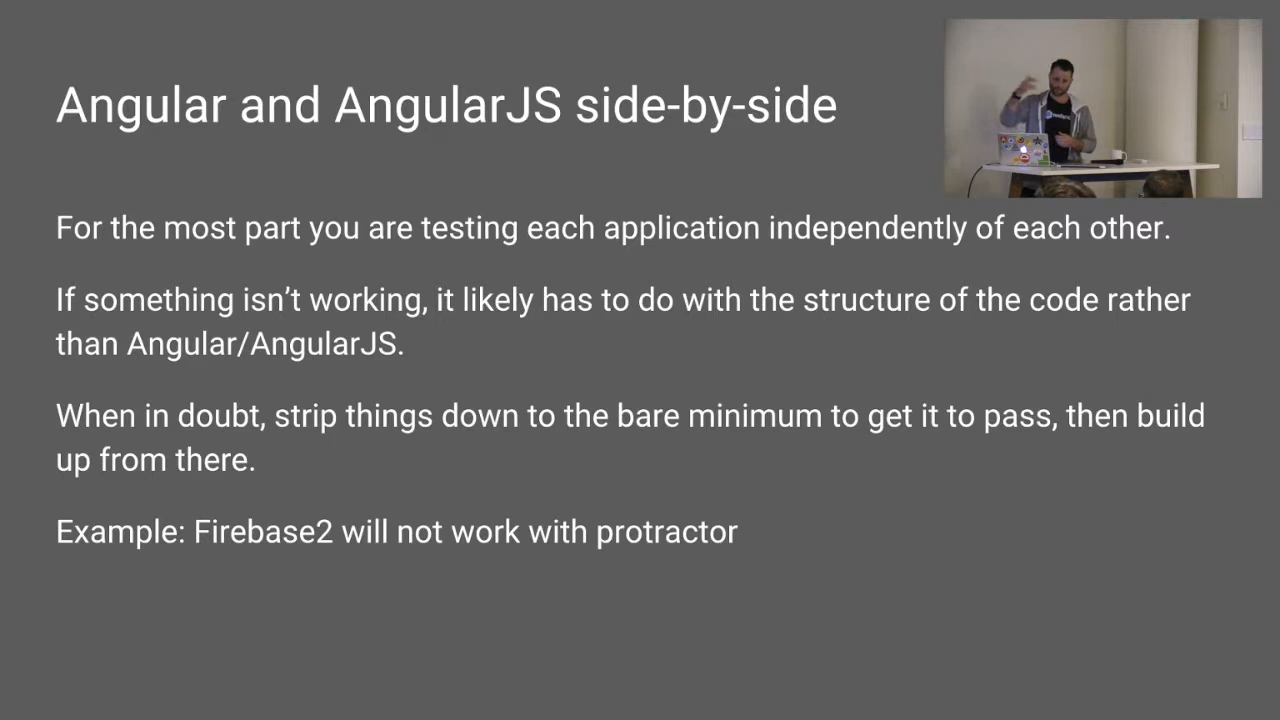 Angular and AngularJS side-by-side
For the most part you are testing each application independently of each other.
If something isn’t working, it likely has to do with the structure of the code rather
than Angular/AngularJS.
When in doubt, strip things down to the bare minimum to get it to pass, then build
up from there.
Example: Firebase2 will not work with protractor